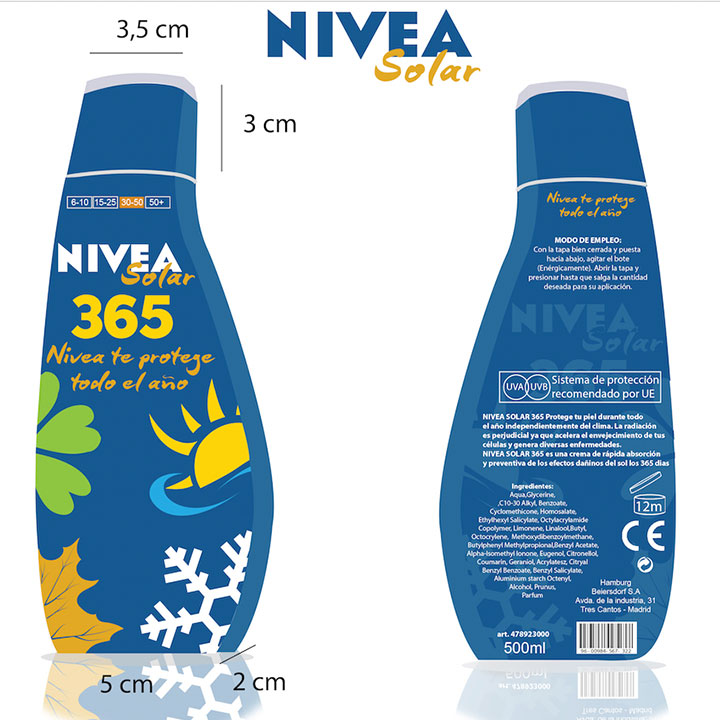 3,5 cm
NIVEA
Solar
3 cm
6-10 15-25 30-50 50+
NIVEA
Solar
365
Nivea te protege
todo el año
5 cm
2 cm
Nivea te protege
todo el año
MODO DE EMPLEO:
Con la tapa bien cerrada y puesta
hacia abajo, agitar el bote
(Enérgicamente). Abrir la tapa y
presionar hasta que salga la cantidad
deseada para su aplicación.
NIVEA
Solar
365
UVA UVB
Sistema de protección
recomendado por UE
NIVEA SOLAR 365 Protege tu piel durante todo
el año independientemente del clima. La radiación
es perjudicial ya que acelera el envejecimiento de tus
células y genera diversas enfermedades.
NIVEA SOLAR 365 es una crema de rápida absorción
y preventiva de los efectos dañinos del sol los 365 dias
Ingredientes:
Aqua,Glycerine,
,C10-30 Alkyl, Benzoate,
Cyclomethicone, Homosalate,
Ethylhexyl Salicylate, Octylacrylamide
Copolymer, Limonene, Linalool,Butyl,
Octocrylene, Methoxydibenzoylmethane,
Butylphenyl Methylpropional,Benzyl Acetate,
Alpha-Isomethyl Ionone, Eugenol, Citronellol,
Coumarin, Geraniol, Acrylatesz, Citryal
Benzyl Benzoate, Benzyl Salicylate,
Aluminium starch Octenyl,
Alcohol, Prunus,
Parfum
12m
CE
Hamburg
Beiersdorf S.A
Avda. de la industria, 31
Tres Cantos - Madrid
art. 478923000
500ml